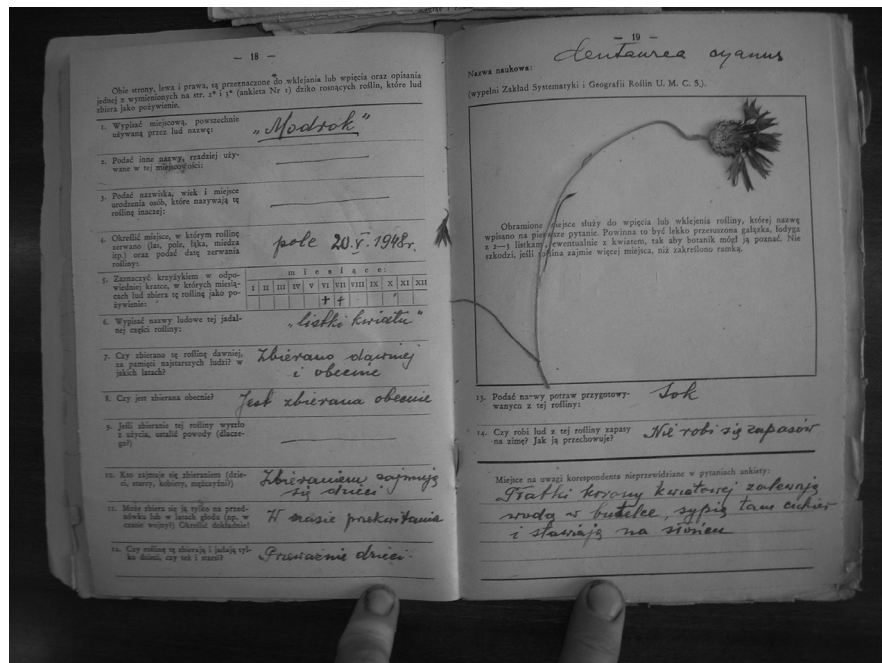 — 18 —
Obie strony, lewa i prawa, są przeznaczone do wklejania lub wpięcia oraz opisania
jednej z wymienionych na str. 2* i 3* (ankieta Nr 1) dziko rosnących roślin, które lud
zbiera jako pożywienie.
1. Wypisać miejscową, powszechnie
używaną przez lud nazwę:
„Modrok”
2. Podać inne nazwy, rzadziej uży-
wane w tej miejscowości:
3. Podać nazwiska, wiek i miejsce
urodzenia osób, które nazywają tę
roślinę inaczej:
4. Określić miejsce, w którym roślinę
zerwano (las, pole, łąka, miedza
itp.) oraz podać datę zerwania
rośliny:
pole 20.V.1948r.
5. Zaznaczyć krzyżykiem w odpo-
wiedniej kratce, w których miesią-
cach lud zbiera tę roślinę jako po-
żywienie:
miesiące:
I II III IV V VI VII VIII IX X XI XII
+ +
6. Wypisać nazwy ludowe tej jadal-
nej części rośliny:
„listki kwiatu”
7. Czy zbierano tę roślinę dawniej,
za pamięci najstarszych ludzi? w
jakich latach?
Zbierano dawniej
i obecnie
8. Czy jest zbierana obecnie?
Jest zbierana obecnie
9. Jeśli zbieranie tej rośliny wyszło
z użycia, ustalić powody (dlacze-
go?)
10. Kto zajmuje się zbieraniem (dzie-
ci, starcy, kobiety, mężczyźni?)
Zbieraniem zajmują
się dzieci
11. Może zbiera się ją tylko na przed-
nówku lub w latach głodu (np. w
czasie wojny)? Określić dokładnie!
W czasie przekwitania
12. Czy roślinę tę zbierają i jadają tyl-
ko dzieci, czy też i starsi?
Przeważnie dzieci.
— 19 —
Nazwa naukowa:
Centaurea cyanus
(wypełni Zakład Systematyki i Geografii Roślin U. M. C. S.).
Obramione miejsce służy do wpięcia lub wklejenia rośliny, której nazwę
wpisano na pierwsze pytanie. Powinna to być lekko przeruszona gałązka, łodyga
z 2—3 listkami, ewentualnie z kwiatem, tak aby botanik mógł ją poznać. Nie
szkodzi, jeśli roślina zajmie więcej miejsca, niż zakreślono ramką.
13. Podać nazwy potraw przygotowy-
wanych z tej rośliny:
Sok
14. Czy robi lud z tej rośliny zapasy
na zimę? Jak ją przechowuje?
Nie robi się zapasów
Miejsce na uwagi korespondenta nieprzewidziane w pytaniach ankiety:
Płatki korony kwiatowej zalewają
wodą w butelce, sypią tam cukier
i stawiają na słońcu